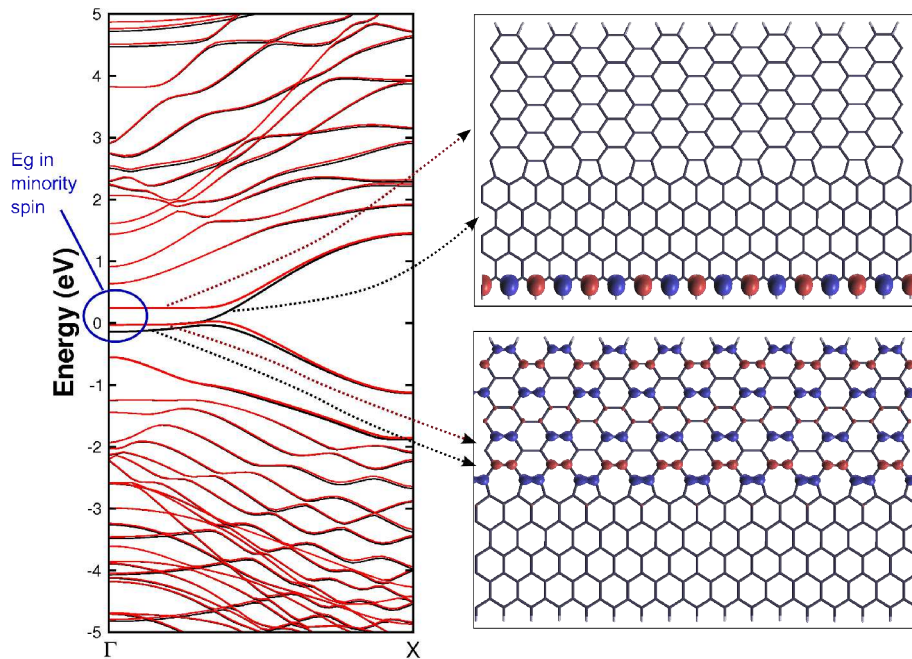 5
4
3
2
1
0
-1
-2
-3
-4
-5
Energy (eV)
Eg in
minority
spin
Γ
X